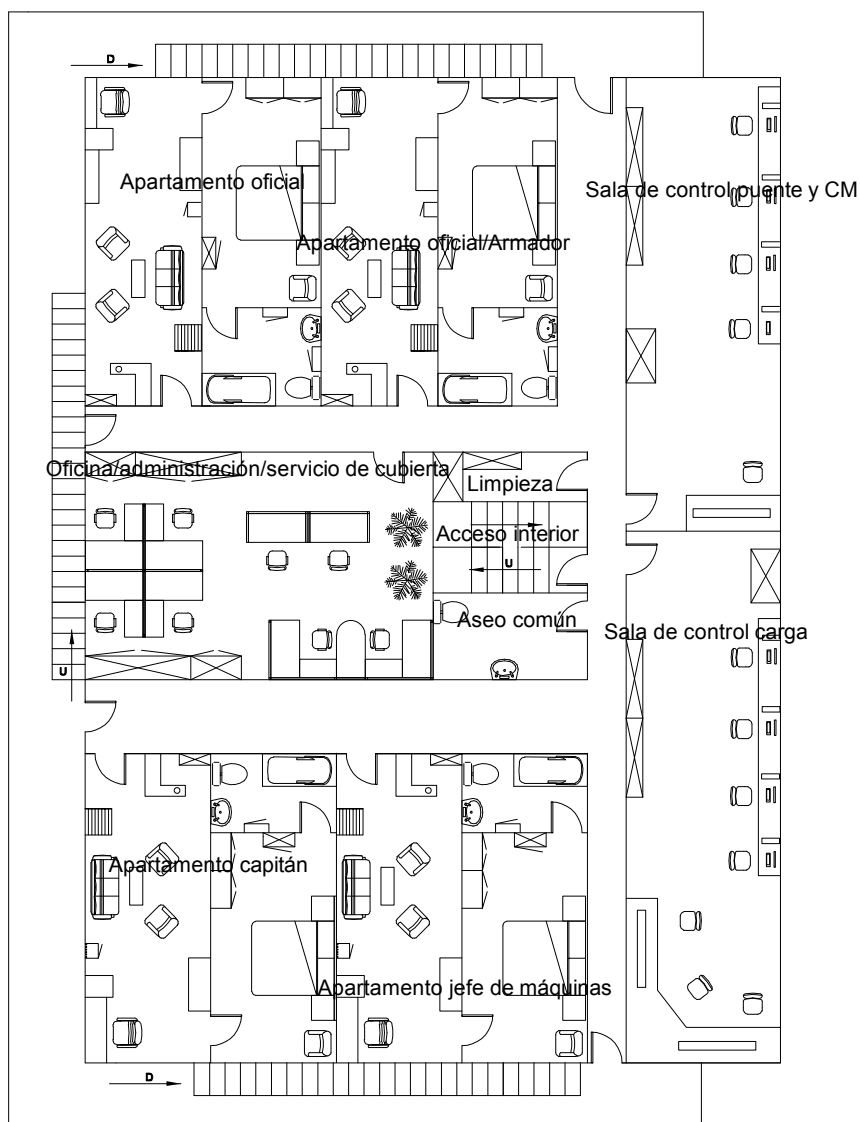 D
Apartamento oficial
Sala de control puente y CM
Apartamento oficial/Armador
Oficina/administración/servicio de cubierta
Limpieza
Acceso interior
U
Aseo común
Sala de control carga
U
Apartamento capitán
Apartamento jefe de máquinas
D